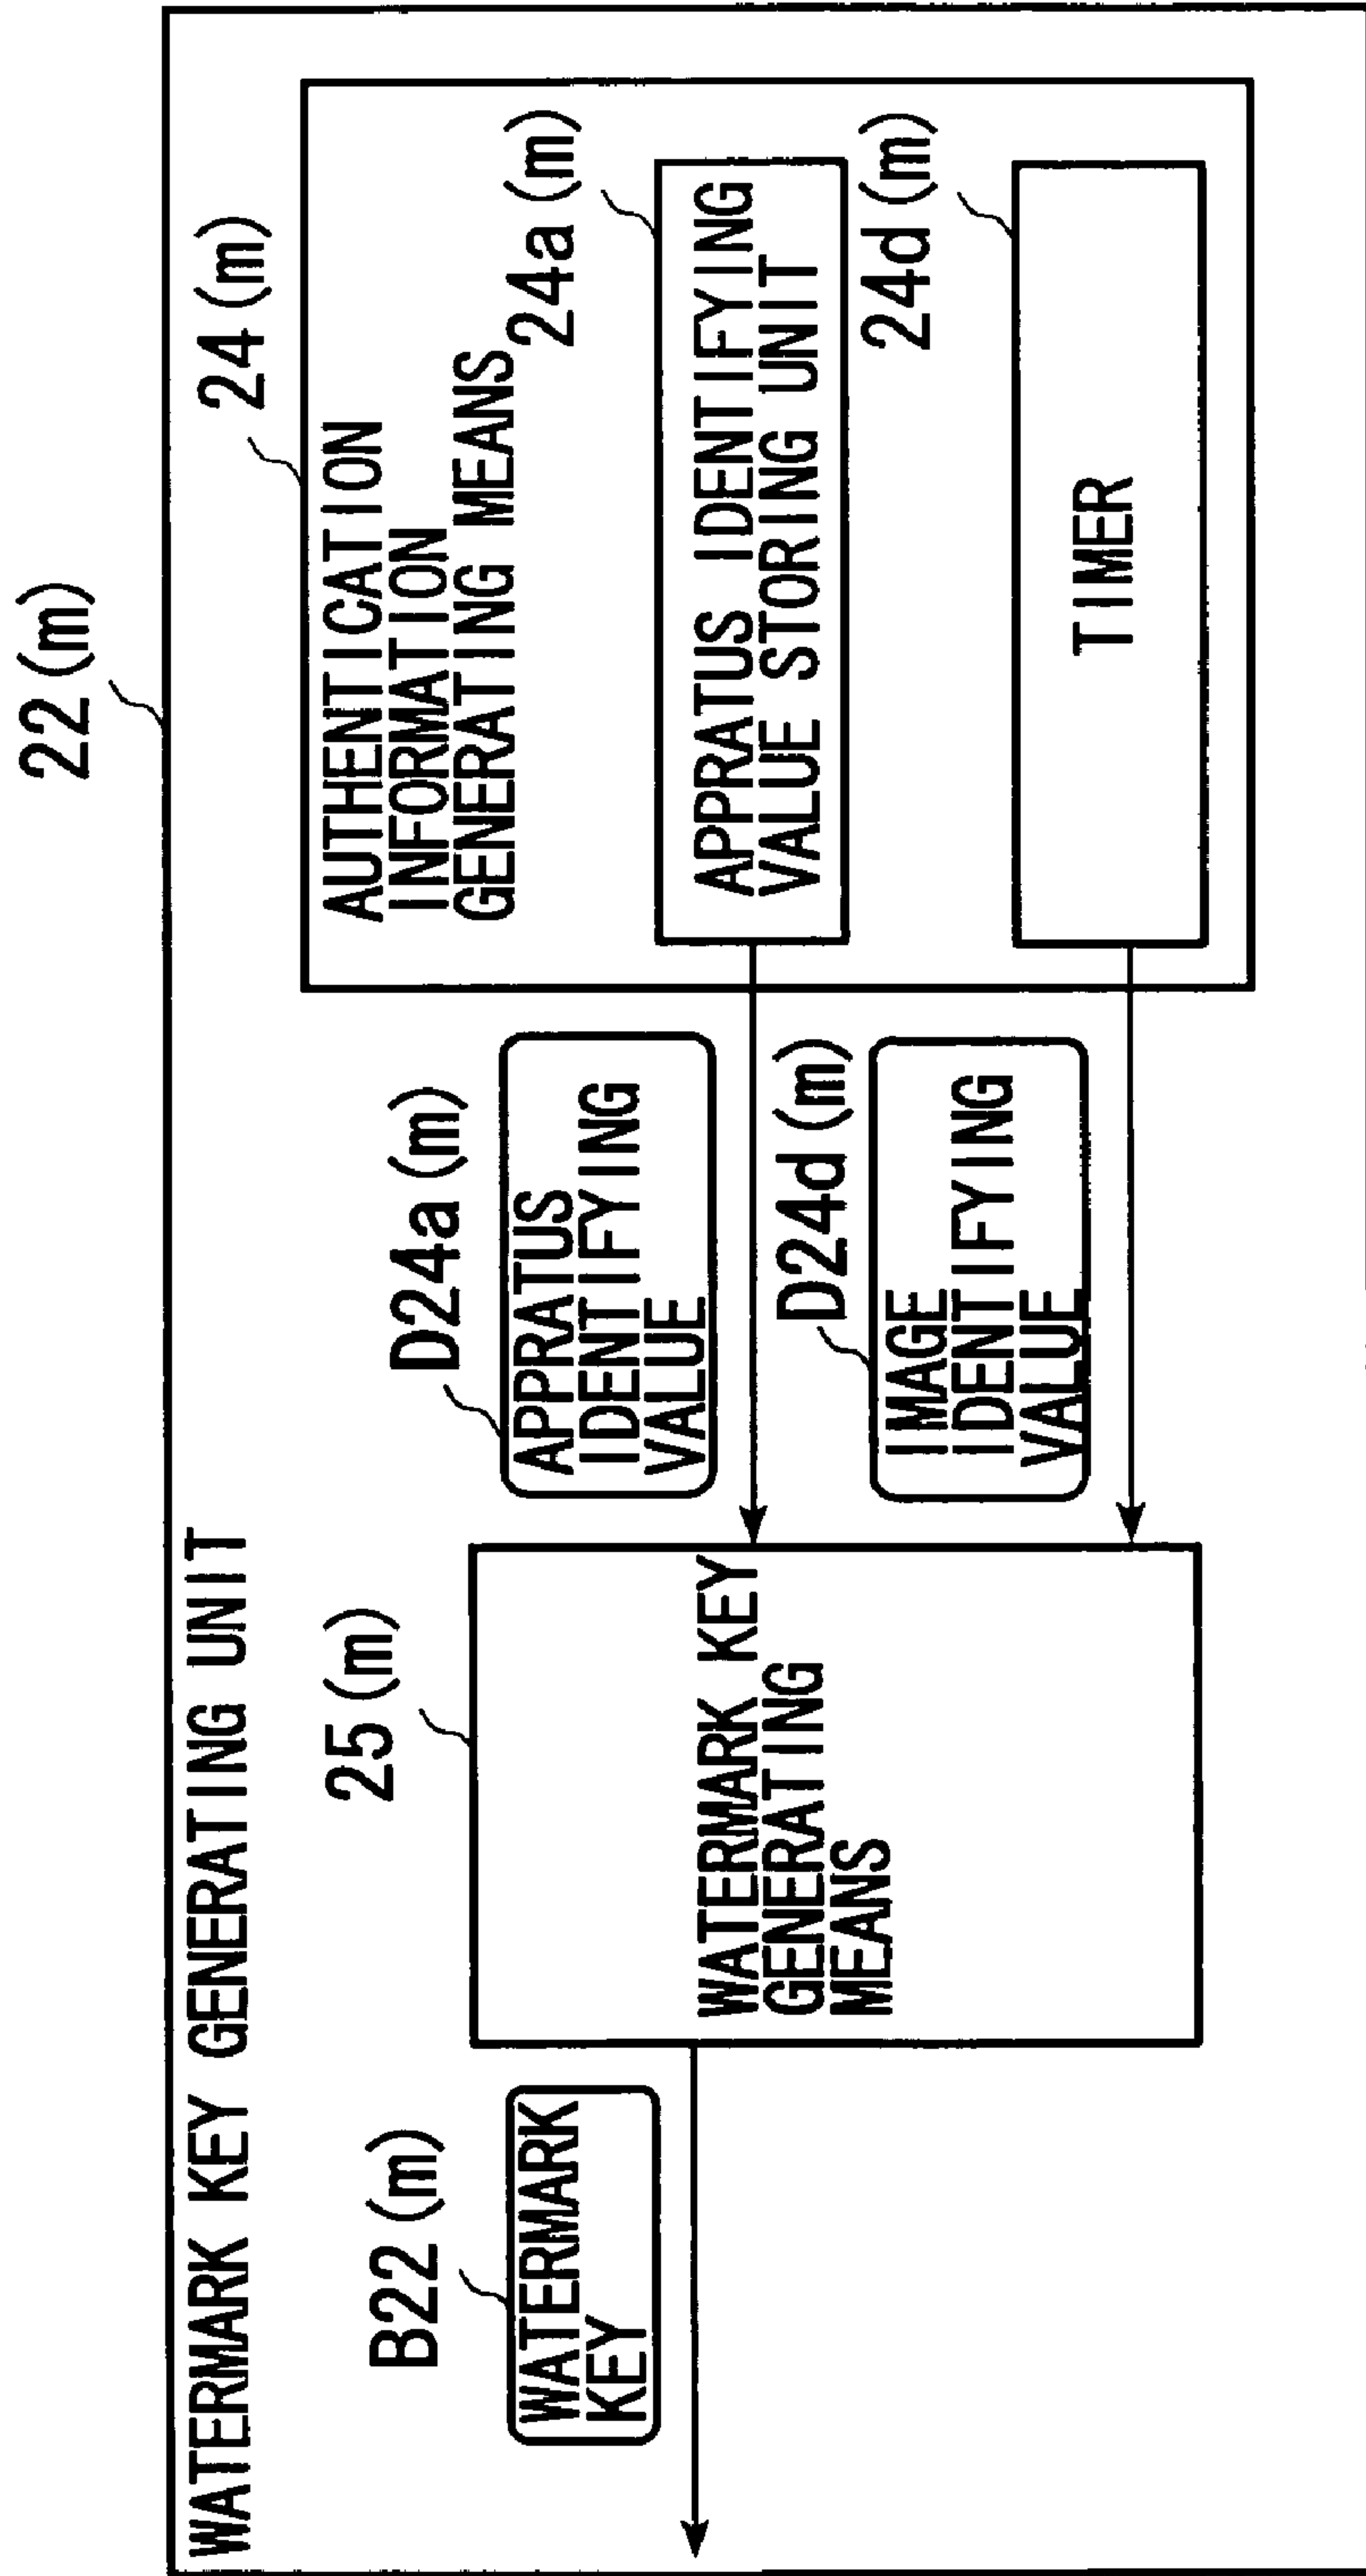 22(m)
WATERMARK KEY GENERATING UNIT
24(m)
AUTHENTICATION
INFORMATION
GENERATING MEANS
24a(m)
APPRATUS IDENTIFYING
VALUE STORING UNIT
24d(m)
TIMER
D24a(m)
APPRATUS
IDENTIFYING
VALUE
D24d(m)
IMAGE
IDENTIFYING
VALUE
25(m)
WATERMARK KEY
GENERATING
MEANS
B22(m)
WATERMARK
KEY